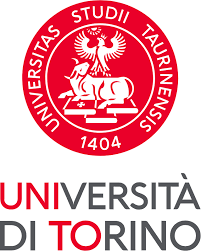 UNIVERSITAS STUDII TAURINENSIS
1404
UNIVERSITÀ
DI TORINO